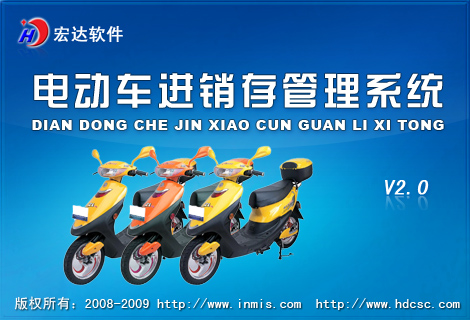 宏达软件
电动车进销存管理系统
DIAN DONG CHE JIN XIAO CUN GUAN LI XI TONG
V2.0
版权所有：2008-2009 http://www.inmis.com http://www.hdcsc.com